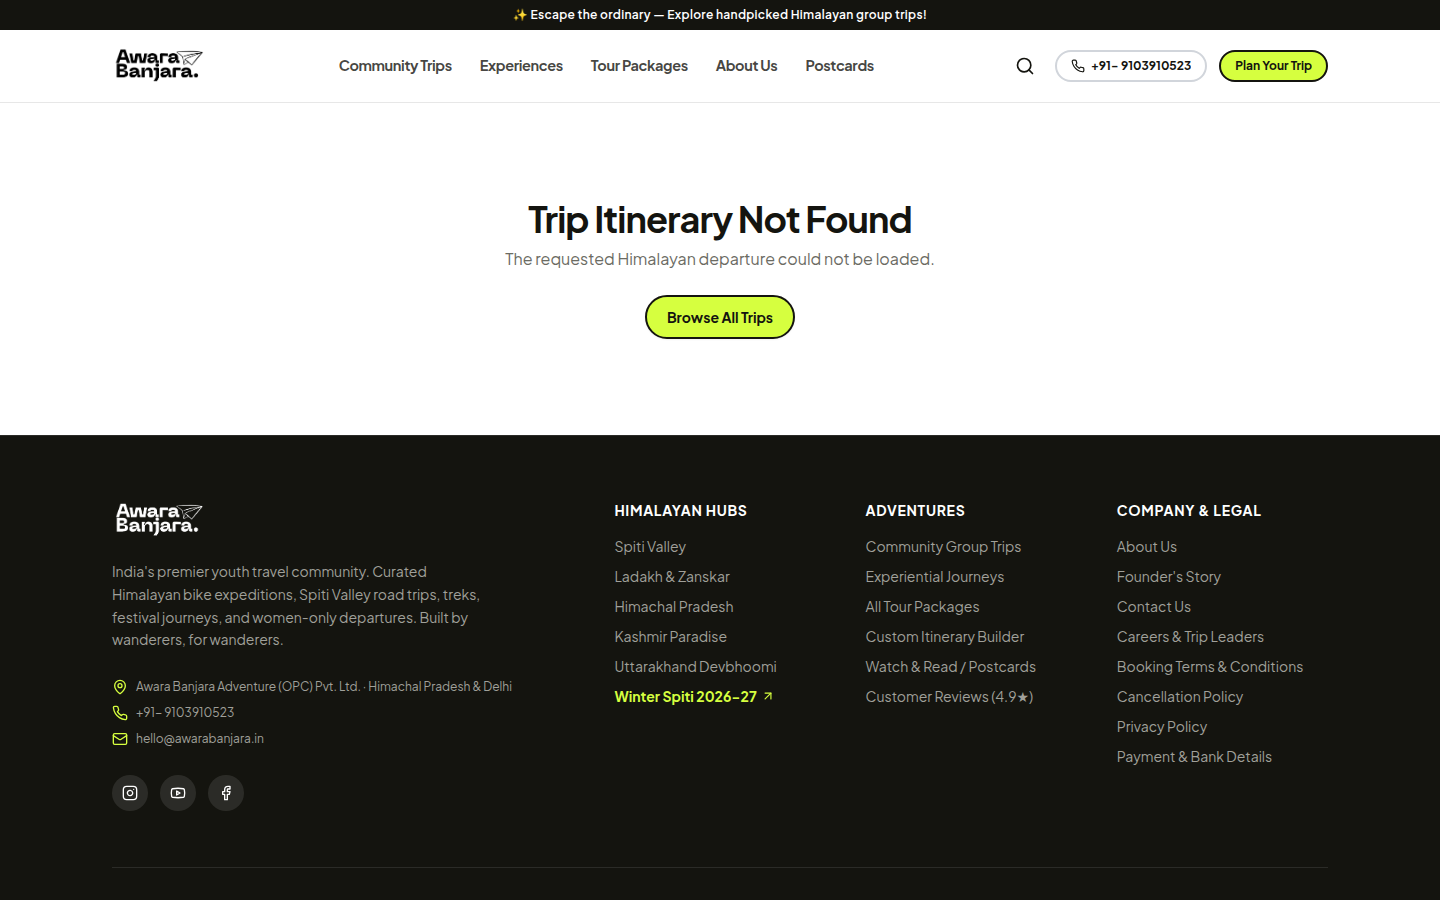 ✨ Escape the ordinary — Explore handpicked Himalayan group trips!
Awara
Banjara.
Community Trips
Experiences
Tour Packages
About Us
Postcards
+91- 9103910523
Plan Your Trip
Trip Itinerary Not Found
The requested Himalayan departure could not be loaded.
Browse All Trips
Awara
Banjara.
India's premier youth travel community. Curated
Himalayan bike expeditions, Spiti Valley road trips, treks,
festival journeys, and women-only departures. Built by
wanderers, for wanderers.
Awara Banjara Adventure (OPC) Pvt. Ltd. · Himachal Pradesh & Delhi
+91- 9103910523
hello@awarabanjara.in
HIMALAYAN HUBS
Spiti Valley
Ladakh & Zanskar
Himachal Pradesh
Kashmir Paradise
Uttarakhand Devbhoomi
Winter Spiti 2026-27 ↗
ADVENTURES
Community Group Trips
Experiential Journeys
All Tour Packages
Custom Itinerary Builder
Watch & Read / Postcards
Customer Reviews (4.9★)
COMPANY & LEGAL
About Us
Founder's Story
Contact Us
Careers & Trip Leaders
Booking Terms & Conditions
Cancellation Policy
Privacy Policy
Payment & Bank Details